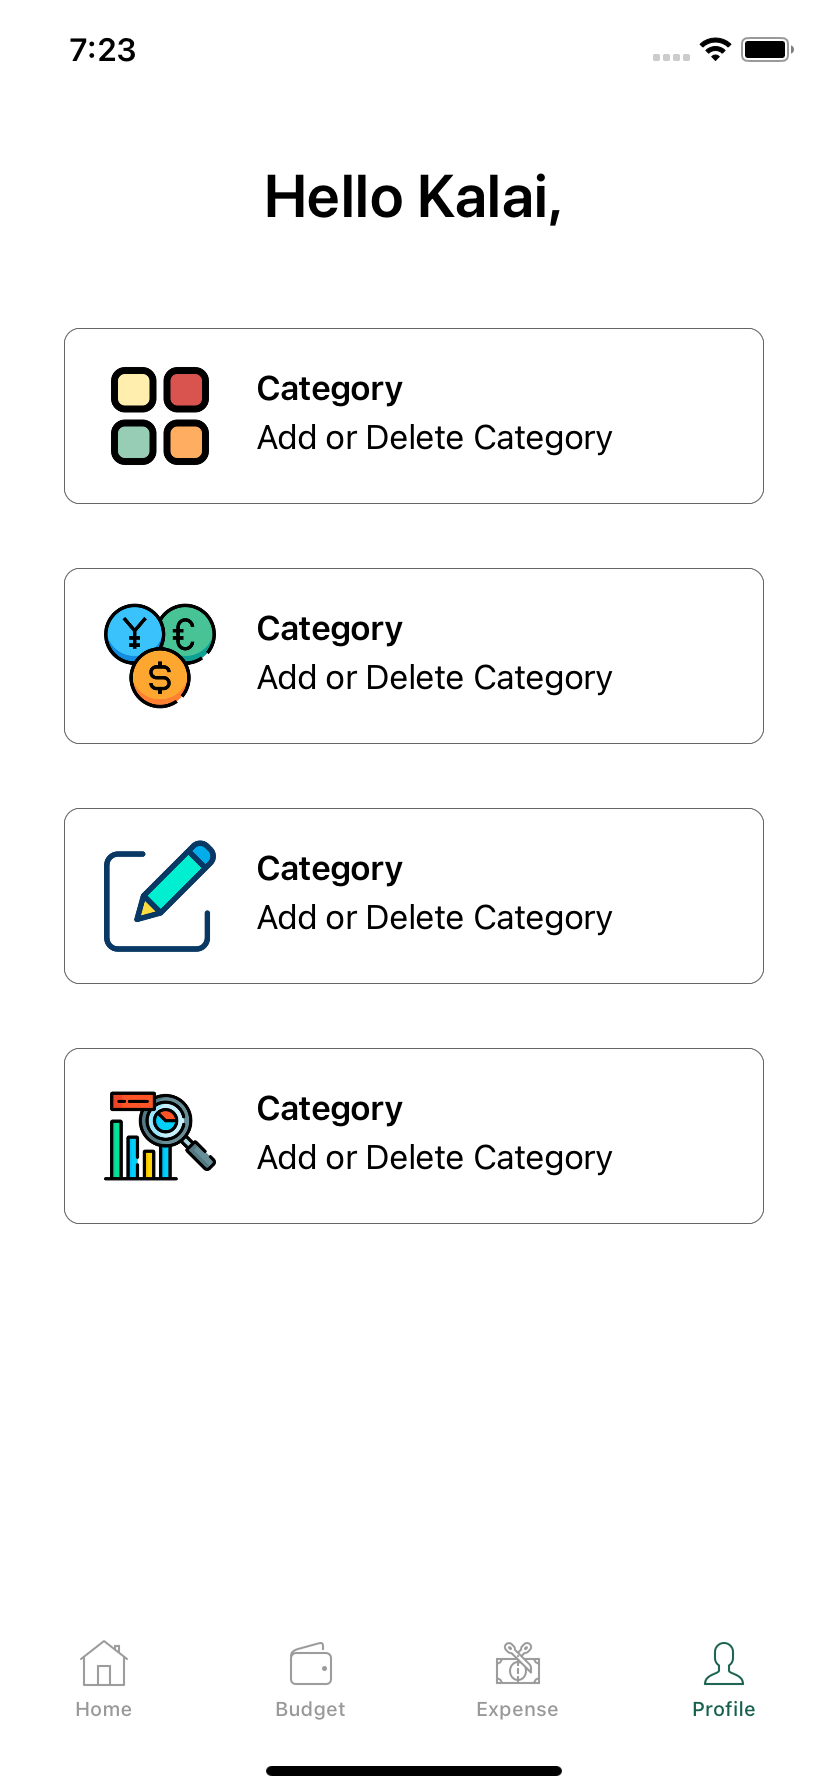 7:23
Hello Kalai,
Category
Add or Delete Category
¥ €
$
Category
Add or Delete Category
Category
Add or Delete Category
Category
Add or Delete Category
Home Budget Expense Profile